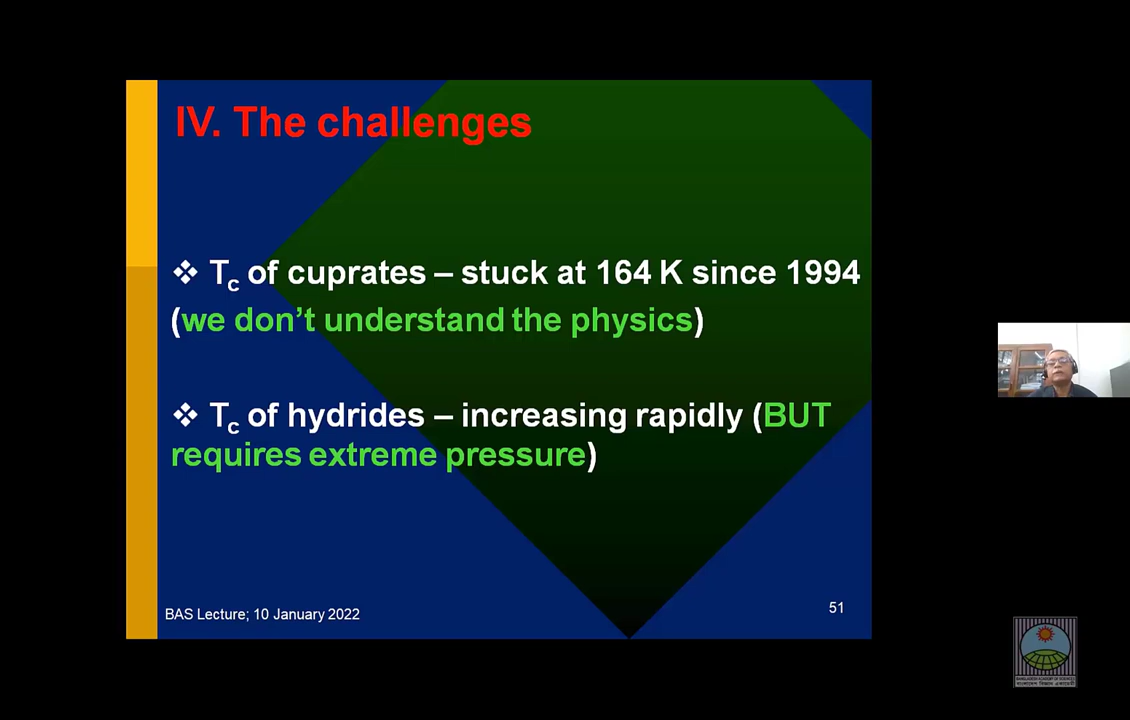 IV. The challenges
❖ Tc of cuprates – stuck at 164 K since 1994
(we don't understand the physics)
❖ Tc of hydrides – increasing rapidly (BUT
requires extreme pressure)
BAS Lecture; 10 January 2022
51